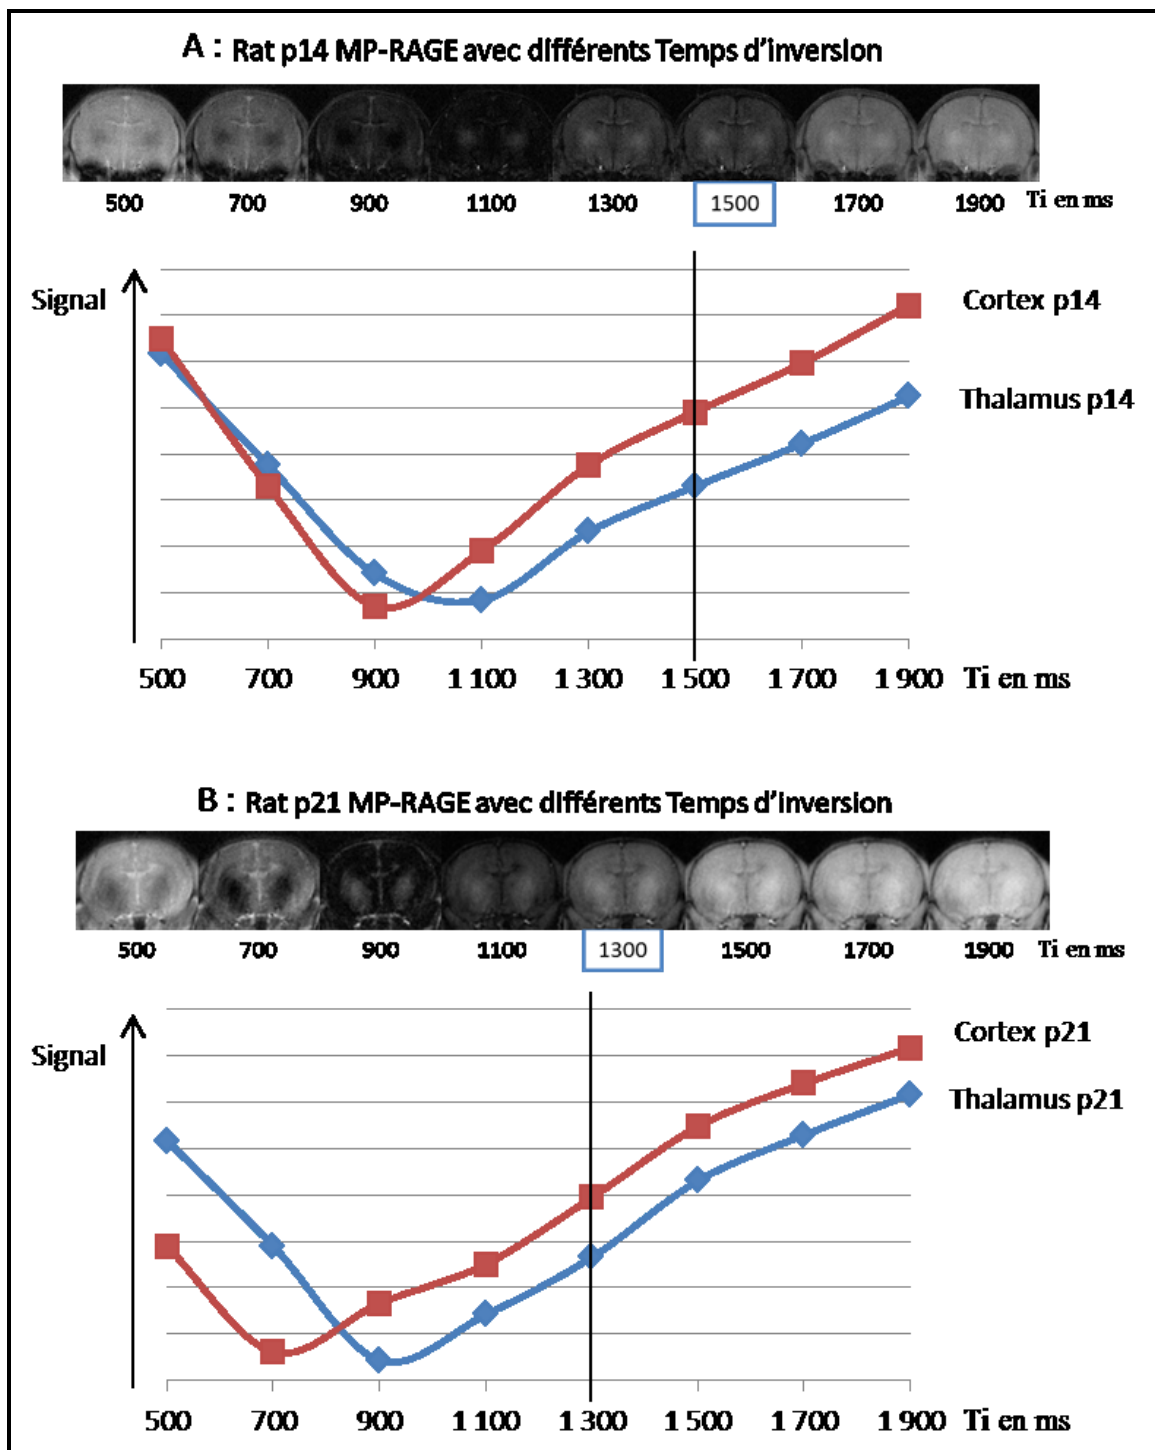 A : Rat p14 MP-RAGE avec différents Temps d'inversion
500 700 900 1100 1300 1500 1700 1900 Ti en ms
Signal
Cortex p14
Thalamus p14
500 700 900 1 100 1 300 1 500 1 700 1 900 Ti en ms
B : Rat p21 MP-RAGE avec différents Temps d'inversion
500 700 900 1100 1300 1500 1700 1900 Ti en ms
Signal
Cortex p21
Thalamus p21
500 700 900 1 100 1 300 1 500 1 700 1 900 Ti en ms